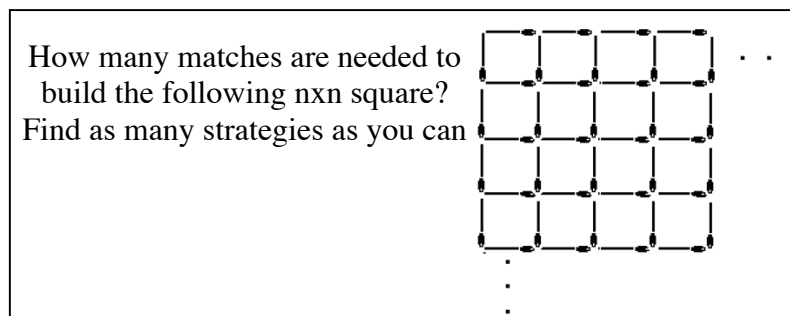 How many matches are needed to
build the following nxn square?
Find as many strategies as you can